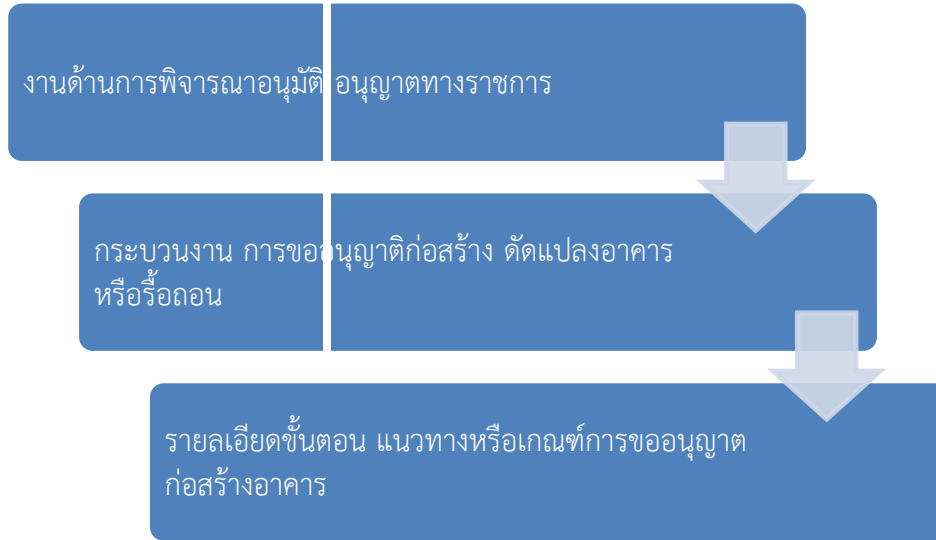 งานด้านการพิจารณาอนุมัติ อนุญาตทางราชการ
กระบวนงาน การขออนุญาติก่อสร้าง ดัดแปลงอาคาร
หรือรื้อถอน
รายลเอียดขั้นตอน แนวทางหรือเกณฑ์การขออนุญาต
ก่อสร้างอาคาร